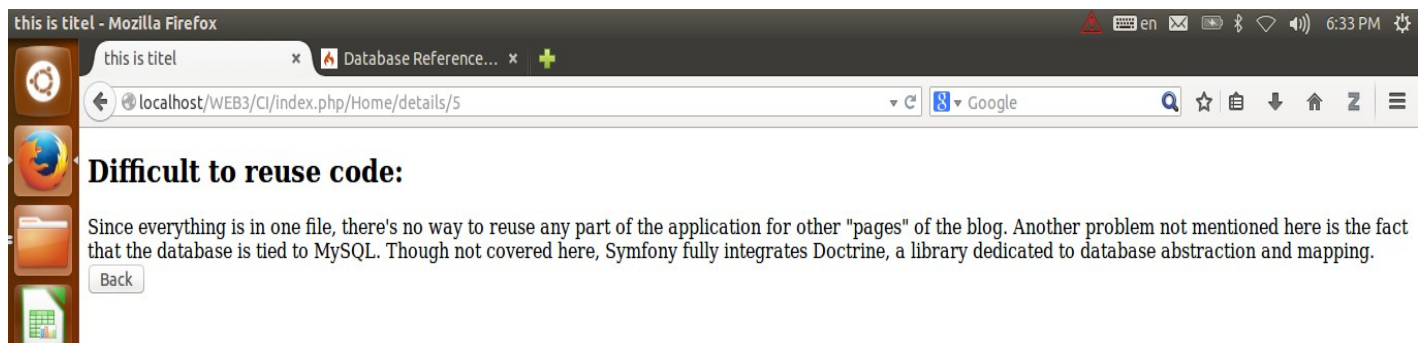 this is titel - Mozilla Firefox
en
6:33 PM
this is titel
Database Reference...
localhost/WEB3/CI/index.php/Home/details/5
8
Google
Z
Difficult to reuse code:
Since everything is in one file, there's no way to reuse any part of the application for other "pages" of the blog. Another problem not mentioned here is the fact
that the database is tied to MySQL. Though not covered here, Symfony fully integrates Doctrine, a library dedicated to database abstraction and mapping.
Back